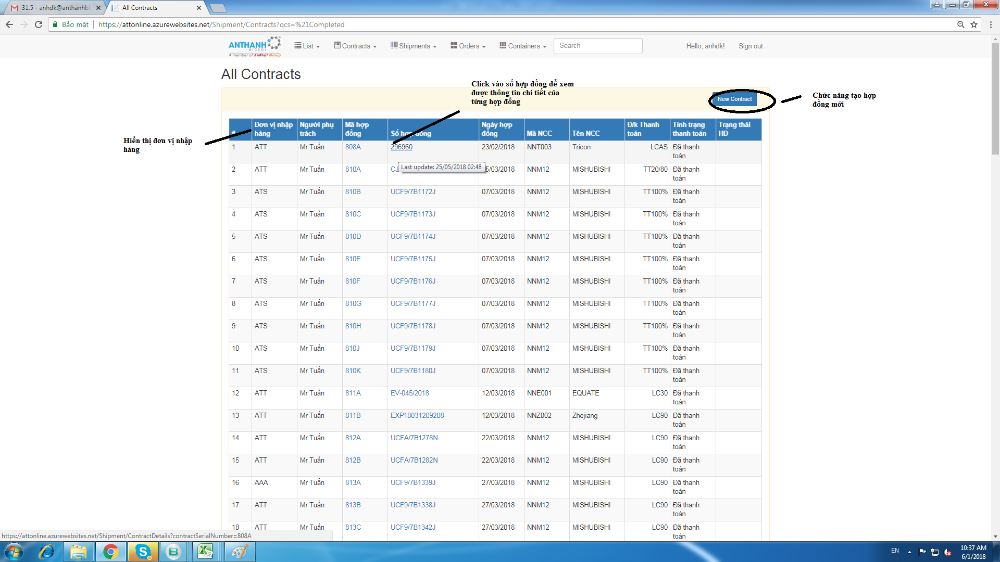 31.5 - anhdk@anthanhbi
All Contracts
Bảo mật
https://attonline.azurewebsites.net/Shipment/Contracts?qcs=%21Completed
ANTHANH
BICSOL
A member of AnPhat Group
List
Contracts
Shipments
Orders
Containers
Search
Hello, anhdk!
Sign out
All Contracts
Click vào số hợp đồng để xem
được thông tin chi tiết của
từng hợp đồng
New Contract
Chức năng tạo hợp
đồng mới
Hiển thị đơn vị nhập
hàng
# Đơn vị nhập hàng Người phụ trách Mã hợp đồng Số hợp đồng Ngày hợp đồng Mã NCC Tên NCC Đ/k Thanh toán Tình trạng thanh toán Trạng thái HĐ
1 ATT Mr Tuấn 808A 296960 23/02/2018 NNT003 Tricon LCAS Đã thanh toán
Last update: 25/05/2018 02:48
2 ATT Mr Tuấn 810A 5/03/2018 NNM12 MISHUBISHI TT20/80 Đã thanh toán
3 ATS Mr Tuấn 810B UCF9/7B1172J 07/03/2018 NNM12 MISHUBISHI TT100% Đã thanh toán
4 ATS Mr Tuấn 810C UCF9/7B1173J 07/03/2018 NNM12 MISHUBISHI TT100% Đã thanh toán
5 ATS Mr Tuấn 810D UCF9/7B1174J 07/03/2018 NNM12 MISHUBISHI TT100% Đã thanh toán
6 ATS Mr Tuấn 810E UCF9/7B1175J 07/03/2018 NNM12 MISHUBISHI TT100% Đã thanh toán
7 ATS Mr Tuấn 810F UCF9/7B1176J 07/03/2018 NNM12 MISHUBISHI TT100% Đã thanh toán
8 ATS Mr Tuấn 810G UCF9/7B1177J 07/03/2018 NNM12 MISHUBISHI TT100% Đã thanh toán
9 ATS Mr Tuấn 810H UCF9/7B1178J 07/03/2018 NNM12 MISHUBISHI TT100% Đã thanh toán
10 ATS Mr Tuấn 810J UCF9/7B1179J 07/03/2018 NNM12 MISHUBISHI TT100% Đã thanh toán
11 ATS Mr Tuấn 810K UCF9/7B1180J 07/03/2018 NNM12 MISHUBISHI TT100% Đã thanh toán
12 ATT Mr Tuấn 811A EV-045/2018 12/03/2018 NNE001 EQUATE LC30 Đã thanh toán
13 ATT Mr Tuấn 811B EXP18031209208 12/03/2018 NNZ002 Zhejiang LC90 Đã thanh toán
14 ATT Mr Tuấn 812A UCFA/7B1278N 22/03/2018 NNM12 MISHUBISHI LC90 Đã thanh toán
15 ATT Mr Tuấn 812B UCFA/7B1282N 22/03/2018 NNM12 MISHUBISHI LC90 Đã thanh toán
16 AAA Mr Tuấn 813A UCF9/7B1339J 27/03/2018 NNM12 MISHUBISHI LC90 Đã thanh toán
17 ATT Mr Tuấn 813B UCF9/7B1338J 27/03/2018 NNM12 MISHUBISHI LC90 Đã thanh toán
18 ATT Mr Tuấn 813C UCF9/7B1342J 27/03/2018 NNM12 MISHUBISHI LC90 Đã thanh toán
https://attonline.azurewebsites.net/Shipment/ContractDetails?contractSerialNumber=808A
EN
10:37 AM
6/1/2018